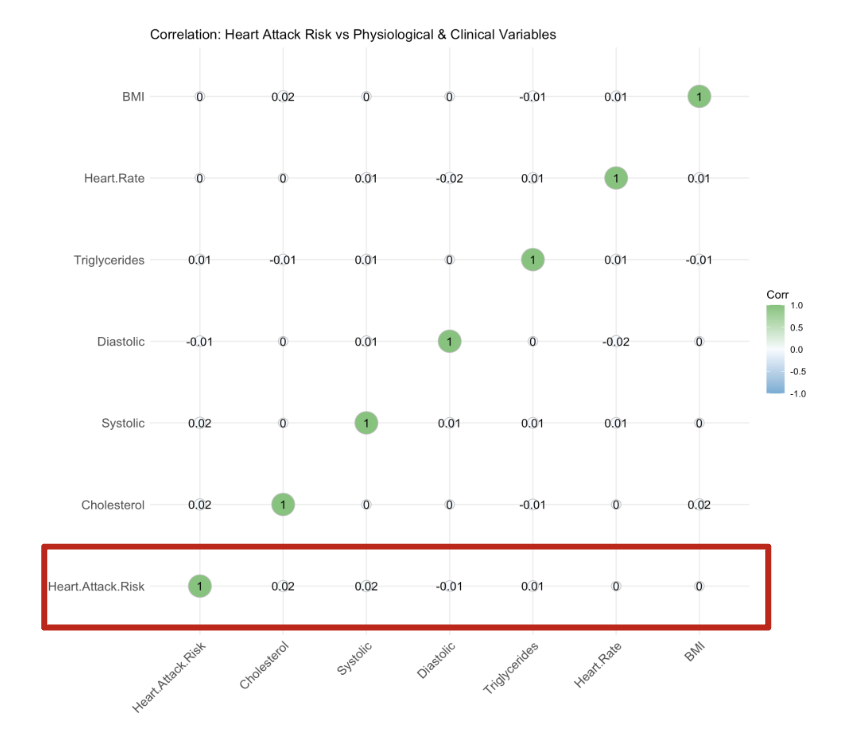 Correlation: Heart Attack Risk vs Physiological & Clinical Variables
BMI 0 0.02 0 0 -0.01 0.01 1
Heart.Rate 0 0 0.01 -0.02 0.01 1 0.01
Triglycerides 0.01 -0.01 0.01 0 1 0.01 -0.01
Diastolic -0.01 0 0.01 1 0 -0.02 0
Systolic 0.02 0 1 0.01 0.01 0.01 0
Cholesterol 0.02 1 0 0 -0.01 0 0.02
Heart.Attack.Risk 1 0.02 0.02 -0.01 0.01 0 0
Heart.Attack.Risk Cholesterol Systolic Diastolic Triglycerides Heart.Rate BMI
Corr
1.0
0.5
0.0
-0.5
-1.0